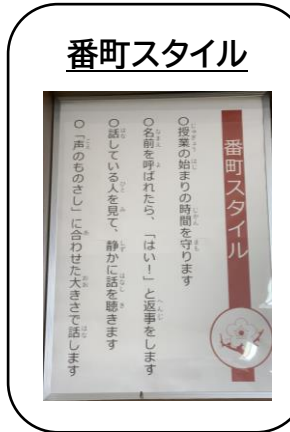 番町スタイル
番町スタイル
〇授業の始まりの時間を守ります
〇名前を呼ばれたら、「はい！」と返事をします
〇話している人を見て、静かに話を聴きます
〇「声のものさし」に合わせた大きさで話します